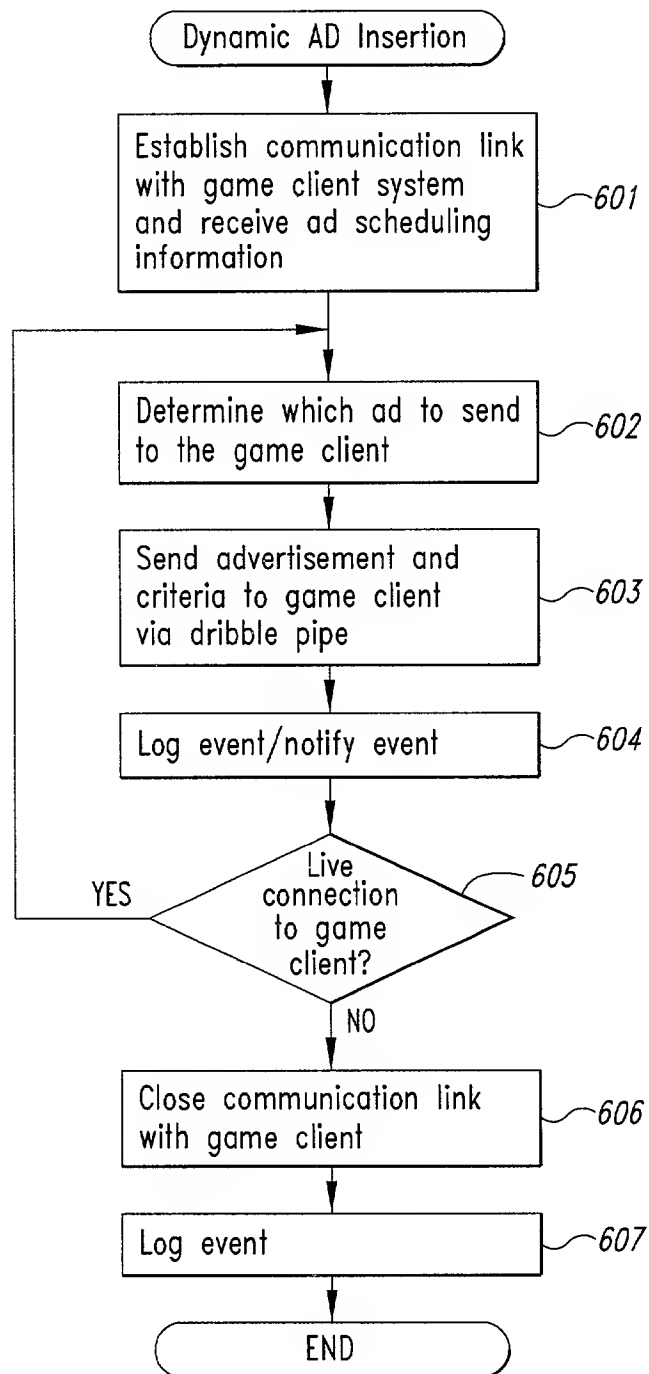 Dynamic AD Insertion
Establish communication link
with game client system
and receive ad scheduling
information
601
Determine which ad to send
to the game client
602
Send advertisement and
criteria to game client
via dribble pipe
603
Log event/notify event
604
Live
connection
to game
client?
605
YES
NO
Close communication link
with game client
606
Log event
607
END